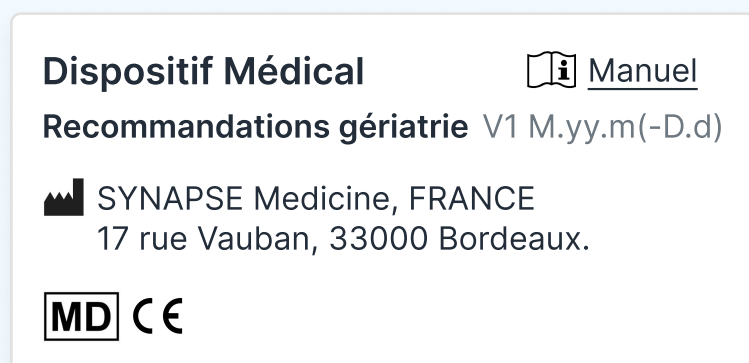 Dispositif Médical
Manuel
Recommandations gériatrie V1 M.yy.m(-D.d)
SYNAPSE Medicine, FRANCE
17 rue Vauban, 33000 Bordeaux.
MD CE